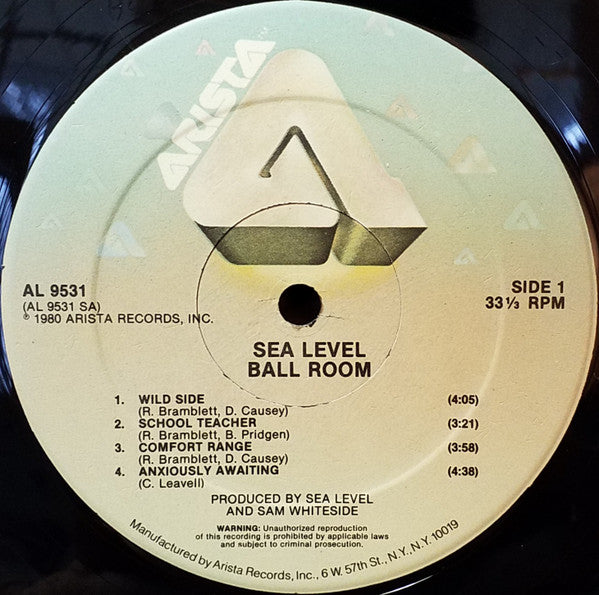 ARISTA
AL 9531
(AL 9531 SA)
℗ 1980 ARISTA RECORDS, INC.
SIDE 1
33⅓ RPM
SEA LEVEL
BALL ROOM
1. WILD SIDE (4:05)
(R. Bramblett, D. Causey)
2. SCHOOL TEACHER (3:21)
(R. Bramblett, B. Pridgen)
3. COMFORT RANGE (3:58)
(R. Bramblett, D. Causey)
4. ANXIOUSLY AWAITING (4:38)
(C. Leavell)
PRODUCED BY SEA LEVEL
AND SAM WHITESIDE
WARNING: Unauthorized reproduction
of this recording is prohibited by applicable laws
and subject to criminal prosecution.
Manufactured by Arista Records, Inc., 6 W. 57th St., N.Y., N.Y. 10019